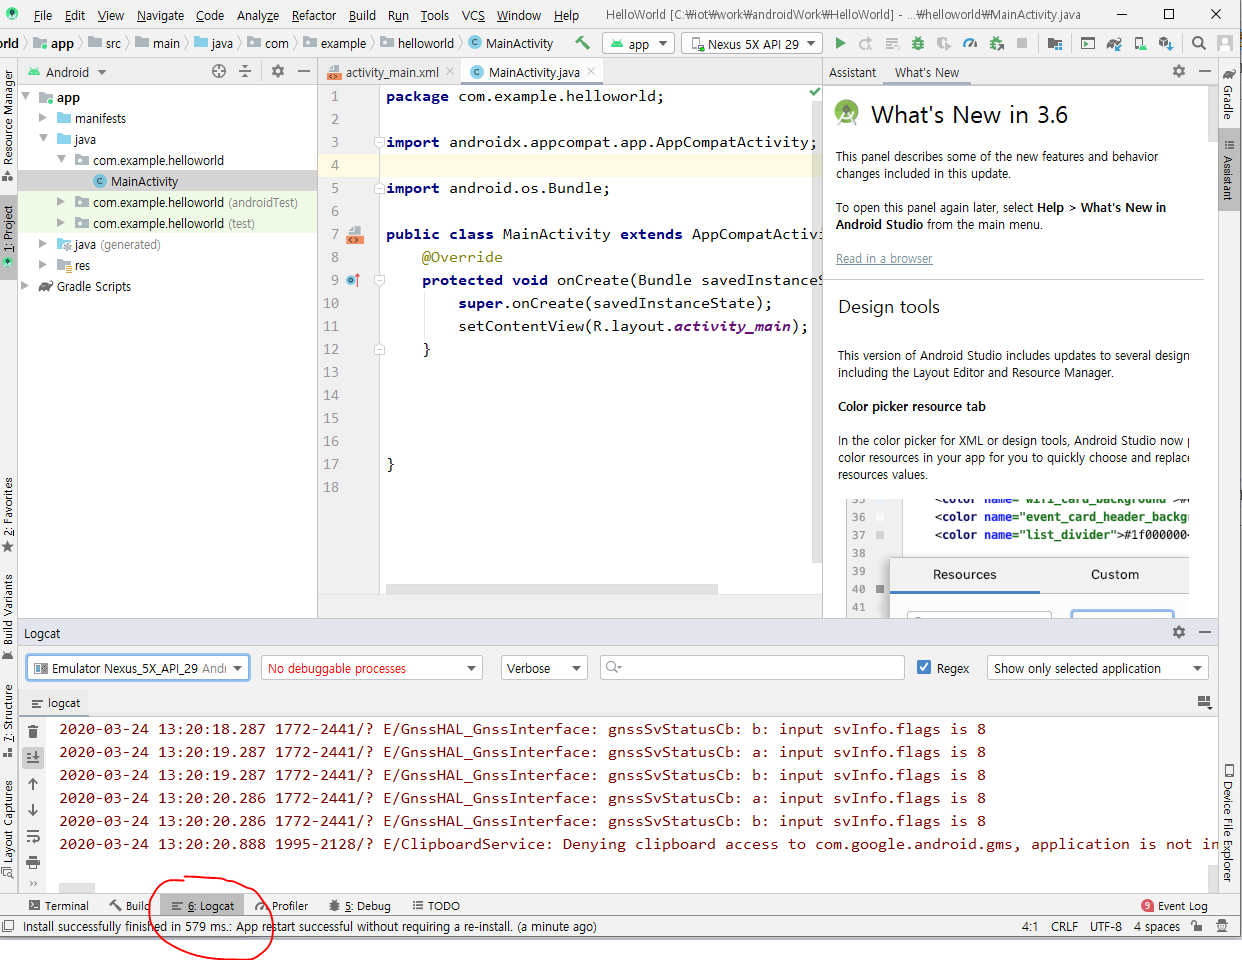 File Edit View Navigate Code Analyze Refactor Build Run Tools VCS Window Help HelloWorld [C:₩iot₩work₩androidWork₩HelloWorld] - ...₩helloworld₩MainActivity.java
orld app src main java com example helloworld MainActivity app Nexus 5X API 29
Resource Manager
1: Project
2: Favorites
Build Variants
7: Structure
Layout Captures
Android
app
manifests
java
com.example.helloworld
MainActivity
com.example.helloworld (androidTest)
com.example.helloworld (test)
java (generated)
res
Gradle Scripts
activity_main.xml MainActivity.java
1 package com.example.helloworld;
2
3 import androidx.appcompat.app.AppCompatActivity;
4
5 import android.os.Bundle;
6
7 public class MainActivity extends AppCompatActivi
8 @Override
9 protected void onCreate(Bundle savedInstanceS
10 super.onCreate(savedInstanceState);
11 setContentView(R.layout.activity_main);
12 }
13
14
15
16
17 }
18
Assistant What's New
What's New in 3.6
This panel describes some of the new features and behavior
changes included in this update.
To open this panel again later, select Help > What's New in
Android Studio from the main menu.
Read in a browser
Design tools
This version of Android Studio includes updates to several design
including the Layout Editor and Resource Manager.
Color picker resource tab
In the color picker for XML or design tools, Android Studio now
color resources in your app for you to quickly choose and replace
resources values.
35 <color name="wifi_card_background">#
36 <color name="event_card_header_backg
37 <color name="list_divider">#1f000000<
38
39
40
41
Resources Custom
Gradle
Assistant
Device File Explorer
Logcat
Emulator Nexus_5X_API_29 Andr No debuggable processes Verbose Regex Show only selected application
logcat
2020-03-24 13:20:18.287 1772-2441/? E/GnssHAL_GnssInterface: gnssSvStatusCb: b: input svInfo.flags is 8
2020-03-24 13:20:19.287 1772-2441/? E/GnssHAL_GnssInterface: gnssSvStatusCb: a: input svInfo.flags is 8
2020-03-24 13:20:19.287 1772-2441/? E/GnssHAL_GnssInterface: gnssSvStatusCb: b: input svInfo.flags is 8
2020-03-24 13:20:20.286 1772-2441/? E/GnssHAL_GnssInterface: gnssSvStatusCb: a: input svInfo.flags is 8
2020-03-24 13:20:20.286 1772-2441/? E/GnssHAL_GnssInterface: gnssSvStatusCb: b: input svInfo.flags is 8
2020-03-24 13:20:20.888 1995-2128/? E/ClipboardService: Denying clipboard access to com.google.android.gms, application is not in
Terminal Build 6: Logcat Profiler 5: Debug TODO 9 Event Log
Install successfully finished in 579 ms.: App restart successful without requiring a re-install. (a minute ago) 4:1 CRLF UTF-8 4 spaces